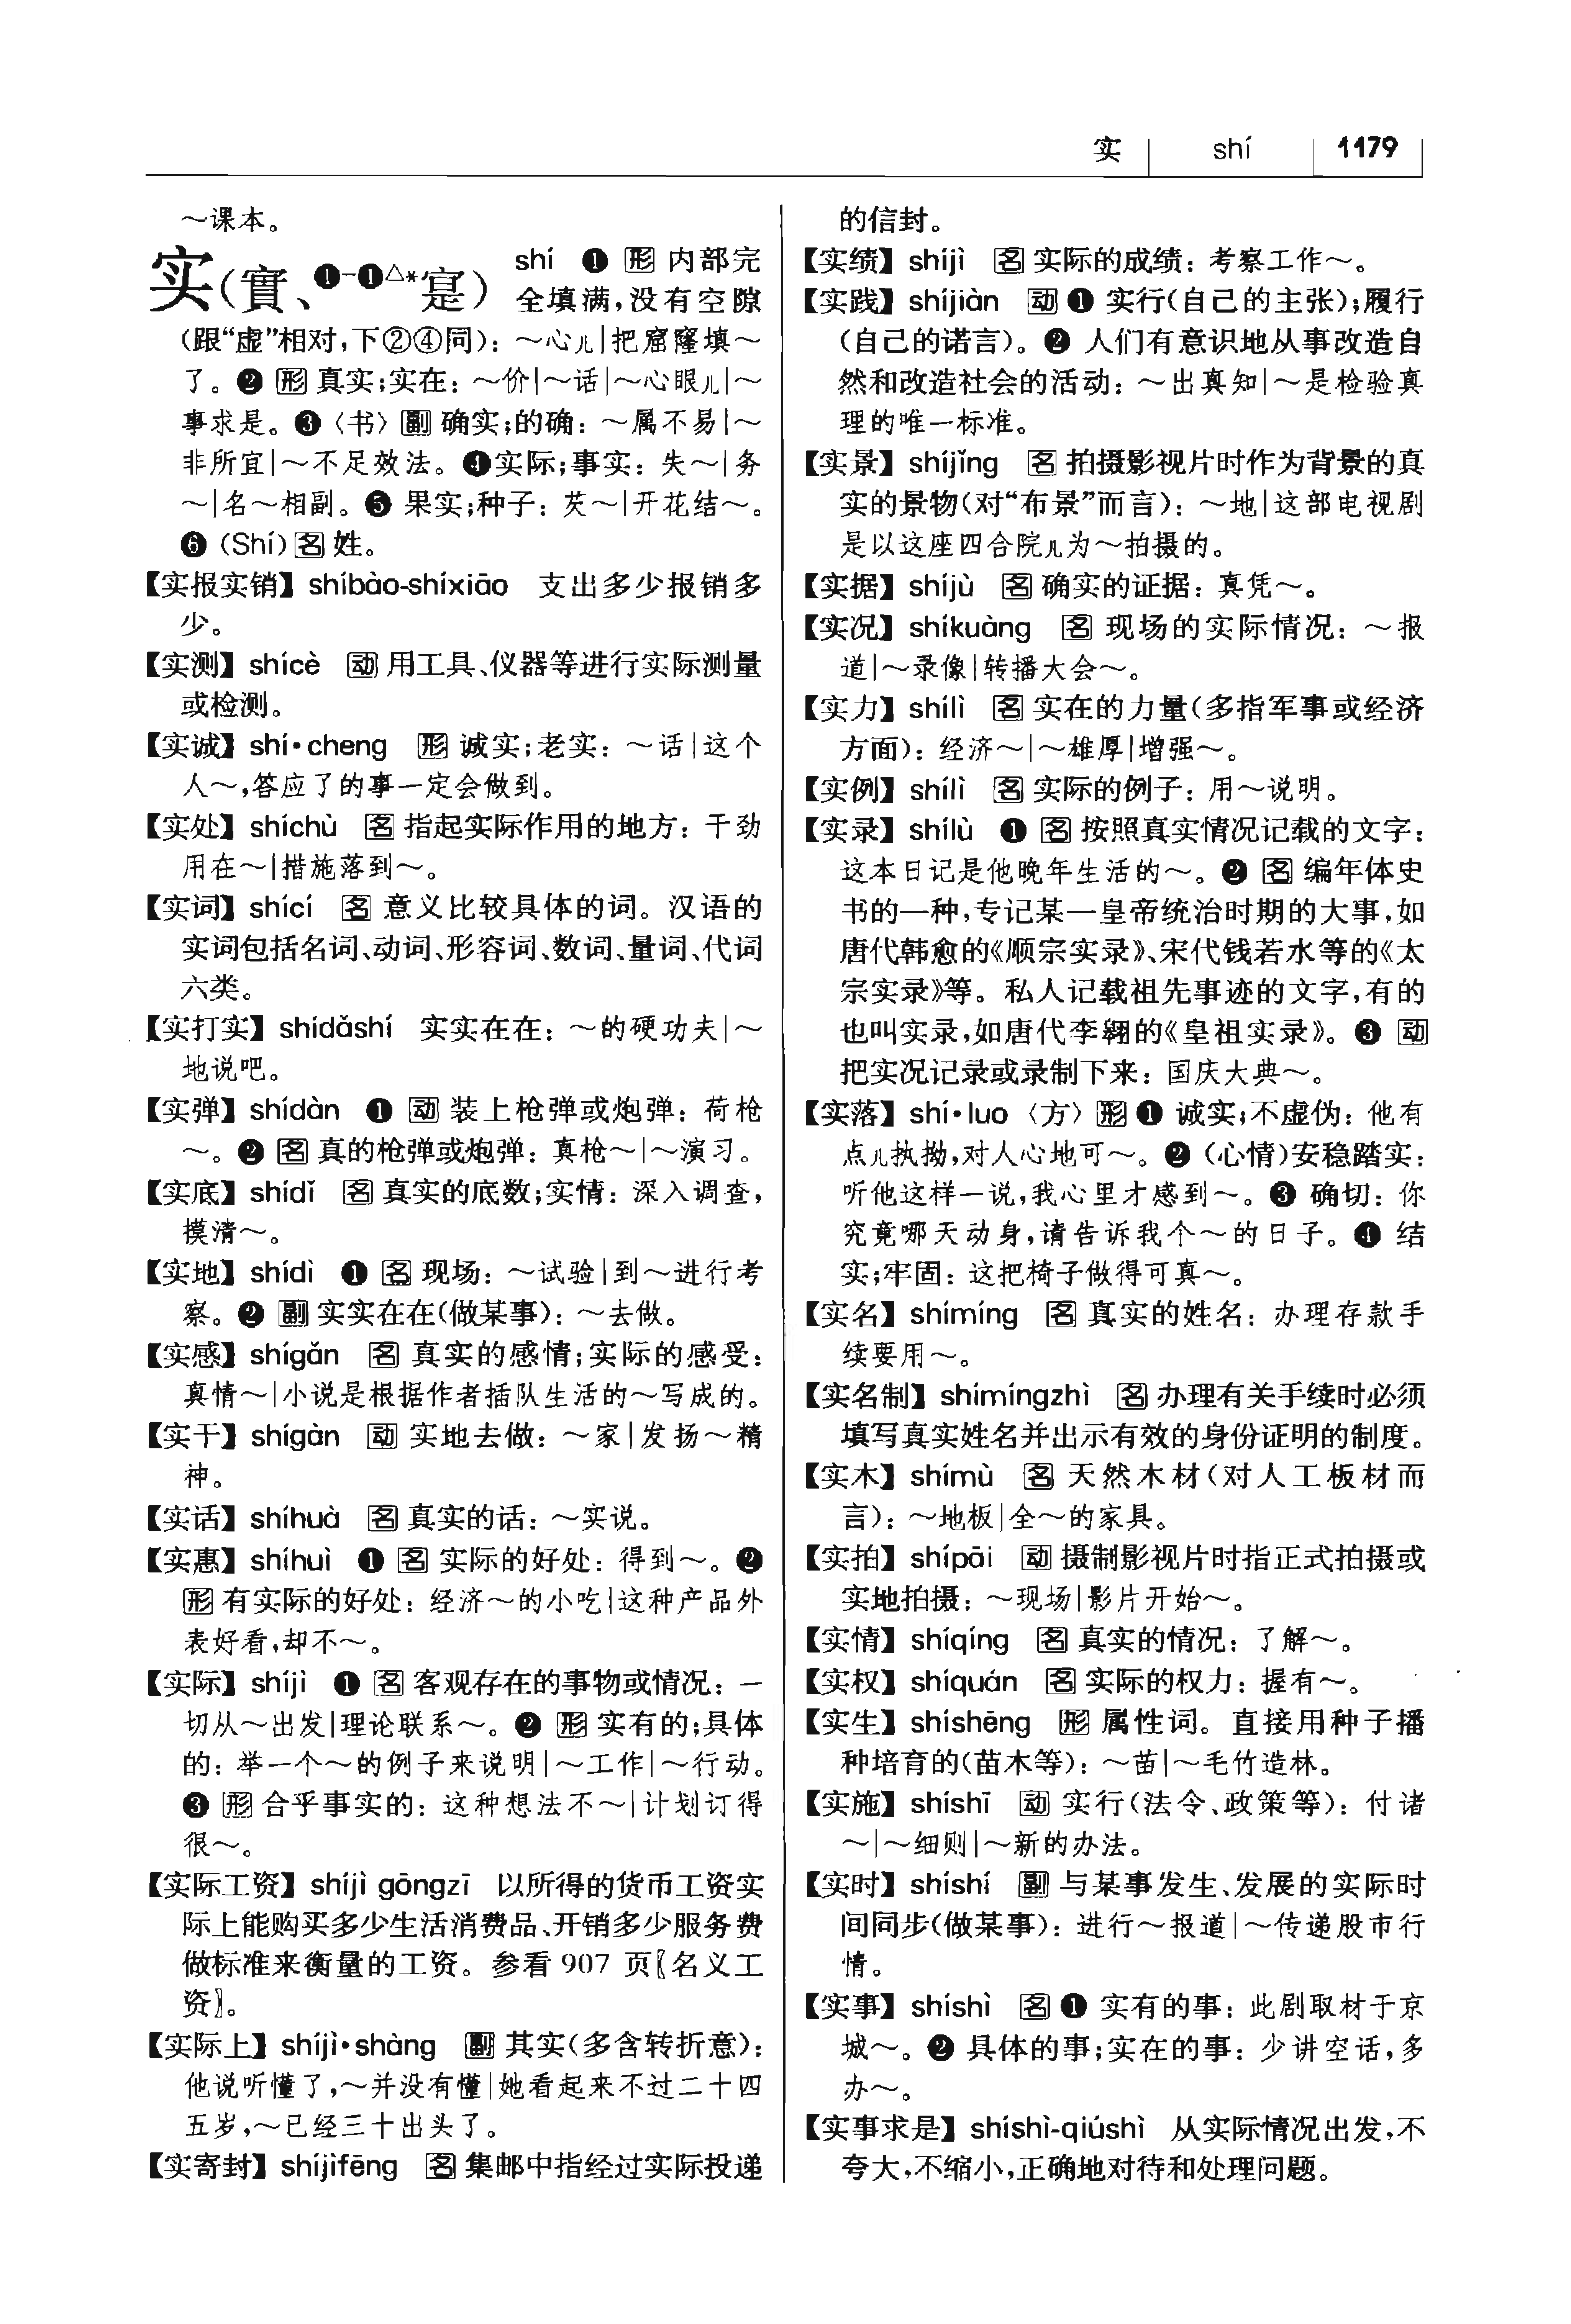 实 shí 1179
～课本。
实(實、❶-❶△*寔) shí ❶ 形 内部完
全填满,没有空隙
(跟“虚”相对,下②④同)：～心儿|把窟窿填～
了。❷ 形 真实;实在：～价|～话|～心眼儿|～
事求是。❸〈书〉副 确实;的确：～属不易|～
非所宜|～不足效法。❹实际;事实：失～|务
～|名～相副。❺ 果实;种子：芡～|开花结～。
❻ (Shí) 名 姓。
【实报实销】shíbào-shíxiāo 支出多少报销多
少。
【实测】shícè 动 用工具、仪器等进行实际测量
或检测。
【实诚】shí•cheng 形 诚实;老实：～话|这个
人～,答应了的事一定会做到。
【实处】shíchù 名 指起实际作用的地方：干劲
用在～|措施落到～。
【实词】shící 名 意义比较具体的词。汉语的
实词包括名词、动词、形容词、数词、量词、代词
六类。
【实打实】shídǎshí 实实在在：～的硬功夫|～
地说吧。
【实弹】shídàn ❶ 动 装上枪弹或炮弹：荷枪
～。❷ 名 真的枪弹或炮弹：真枪～|～演习。
【实底】shídǐ 名 真实的底数;实情：深入调查,
摸清～。
【实地】shídì ❶ 名 现场：～试验|到～进行考
察。❷ 副 实实在在(做某事)：～去做。
【实感】shígǎn 名 真实的感情;实际的感受：
真情～|小说是根据作者插队生活的～写成的。
【实干】shígàn 动 实地去做：～家|发扬～精
神。
【实话】shíhuà 名 真实的话：～实说。
【实惠】shíhuì ❶ 名 实际的好处：得到～。❷
形 有实际的好处：经济～的小吃|这种产品外
表好看,却不～。
【实际】shíjì ❶ 名 客观存在的事物或情况：一
切从～出发|理论联系～。❷ 形 实有的;具体
的：举一个～的例子来说明|～工作|～行动。
❸ 形 合乎事实的：这种想法不～|计划订得
很～。
【实际工资】shíjì gōngzī 以所得的货币工资实
际上能购买多少生活消费品、开销多少服务费
做标准来衡量的工资。参看 907 页〖名义工
资〗。
【实际上】shíjì•shàng 副 其实(多含转折意)：
他说听懂了,～并没有懂|她看起来不过二十四
五岁,～已经三十出头了。
【实寄封】shíjìfēng 名 集邮中指经过实际投递
的信封。
【实绩】shíjì 名 实际的成绩：考察工作～。
【实践】shíjiàn 动 ❶ 实行(自己的主张);履行
(自己的诺言)。❷ 人们有意识地从事改造自
然和改造社会的活动：～出真知|～是检验真
理的唯一标准。
【实景】shíjǐng 名 拍摄影视片时作为背景的真
实的景物(对“布景”而言)：～地|这部电视剧
是以这座四合院儿为～拍摄的。
【实据】shíjù 名 确实的证据：真凭～。
【实况】shíkuàng 名 现场的实际情况：～报
道|～录像|转播大会～。
【实力】shílì 名 实在的力量(多指军事或经济
方面)：经济～|～雄厚|增强～。
【实例】shílì 名 实际的例子：用～说明。
【实录】shílù ❶ 名 按照真实情况记载的文字：
这本日记是他晚年生活的～。❷ 名 编年体史
书的一种,专记某一皇帝统治时期的大事,如
唐代韩愈的《顺宗实录》、宋代钱若水等的《太
宗实录》等。私人记载祖先事迹的文字,有的
也叫实录,如唐代李翱的《皇祖实录》。❸ 动
把实况记录或录制下来：国庆大典～。
【实落】shí•luo〈方〉形 ❶ 诚实;不虚伪：他有
点儿执拗,对人心地可～。❷ (心情)安稳踏实：
听他这样一说,我心里才感到～。❸ 确切：你
究竟哪天动身,请告诉我个～的日子。❹ 结
实;牢固：这把椅子做得可真～。
【实名】shímíng 名 真实的姓名：办理存款手
续要用～。
【实名制】shímíngzhì 名 办理有关手续时必须
填写真实姓名并出示有效的身份证明的制度。
【实木】shímù 名 天然木材(对人工板材而
言)：～地板|全～的家具。
【实拍】shípāi 动 摄制影视片时指正式拍摄或
实地拍摄：～现场|影片开始～。
【实情】shíqíng 名 真实的情况：了解～。
【实权】shíquán 名 实际的权力：握有～。
【实生】shíshēng 形 属性词。直接用种子播
种培育的(苗木等)：～苗|～毛竹造林。
【实施】shíshī 动 实行(法令、政策等)：付诸
～|～细则|～新的办法。
【实时】shíshí 副 与某事发生、发展的实际时
间同步(做某事)：进行～报道|～传递股市行
情。
【实事】shíshì 名 ❶ 实有的事：此剧取材于京
城～。❷ 具体的事;实在的事：少讲空话,多
办～。
【实事求是】shíshì-qiúshì 从实际情况出发,不
夸大,不缩小,正确地对待和处理问题。